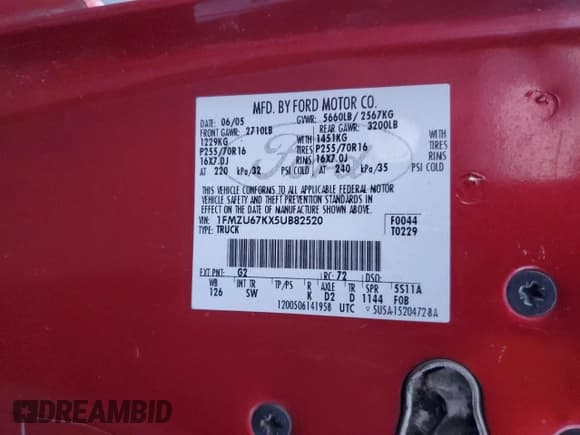 MFD. BY FORD MOTOR CO.
DATE: 06/05 GVWR: 5660LB / 2567KG
FRONT GAWR: 2710LB REAR GAWR: 3200LB
1229KG WITH 1451KG WITH
P255/70R16 TIRES P255/70R16 TIRES
16X7.0J RIMS 16X7.0J RIMS
AT 220 kPa/32 PSI COLD AT 240 kPa/35 PSI COLD
THIS VEHICLE CONFORMS TO ALL APPLICABLE FEDERAL MOTOR
VEHICLE SAFETY AND THEFT PREVENTION STANDARDS IN
EFFECT ON THE DATE OF MANUFACTURE SHOWN ABOVE.
VIN: 1FMZU67KX5UB82520 F0044
TYPE: TRUCK T0229
EXT PNT: G2 RC: 72 DSO:
WB INT TR TP/PS R AXLE TR SPR 5S11A
126 SW K D2 D 1144 F0B
1200506141958 UTC ▽ 5U5A-1520472-BA
Ford
DREAMBID